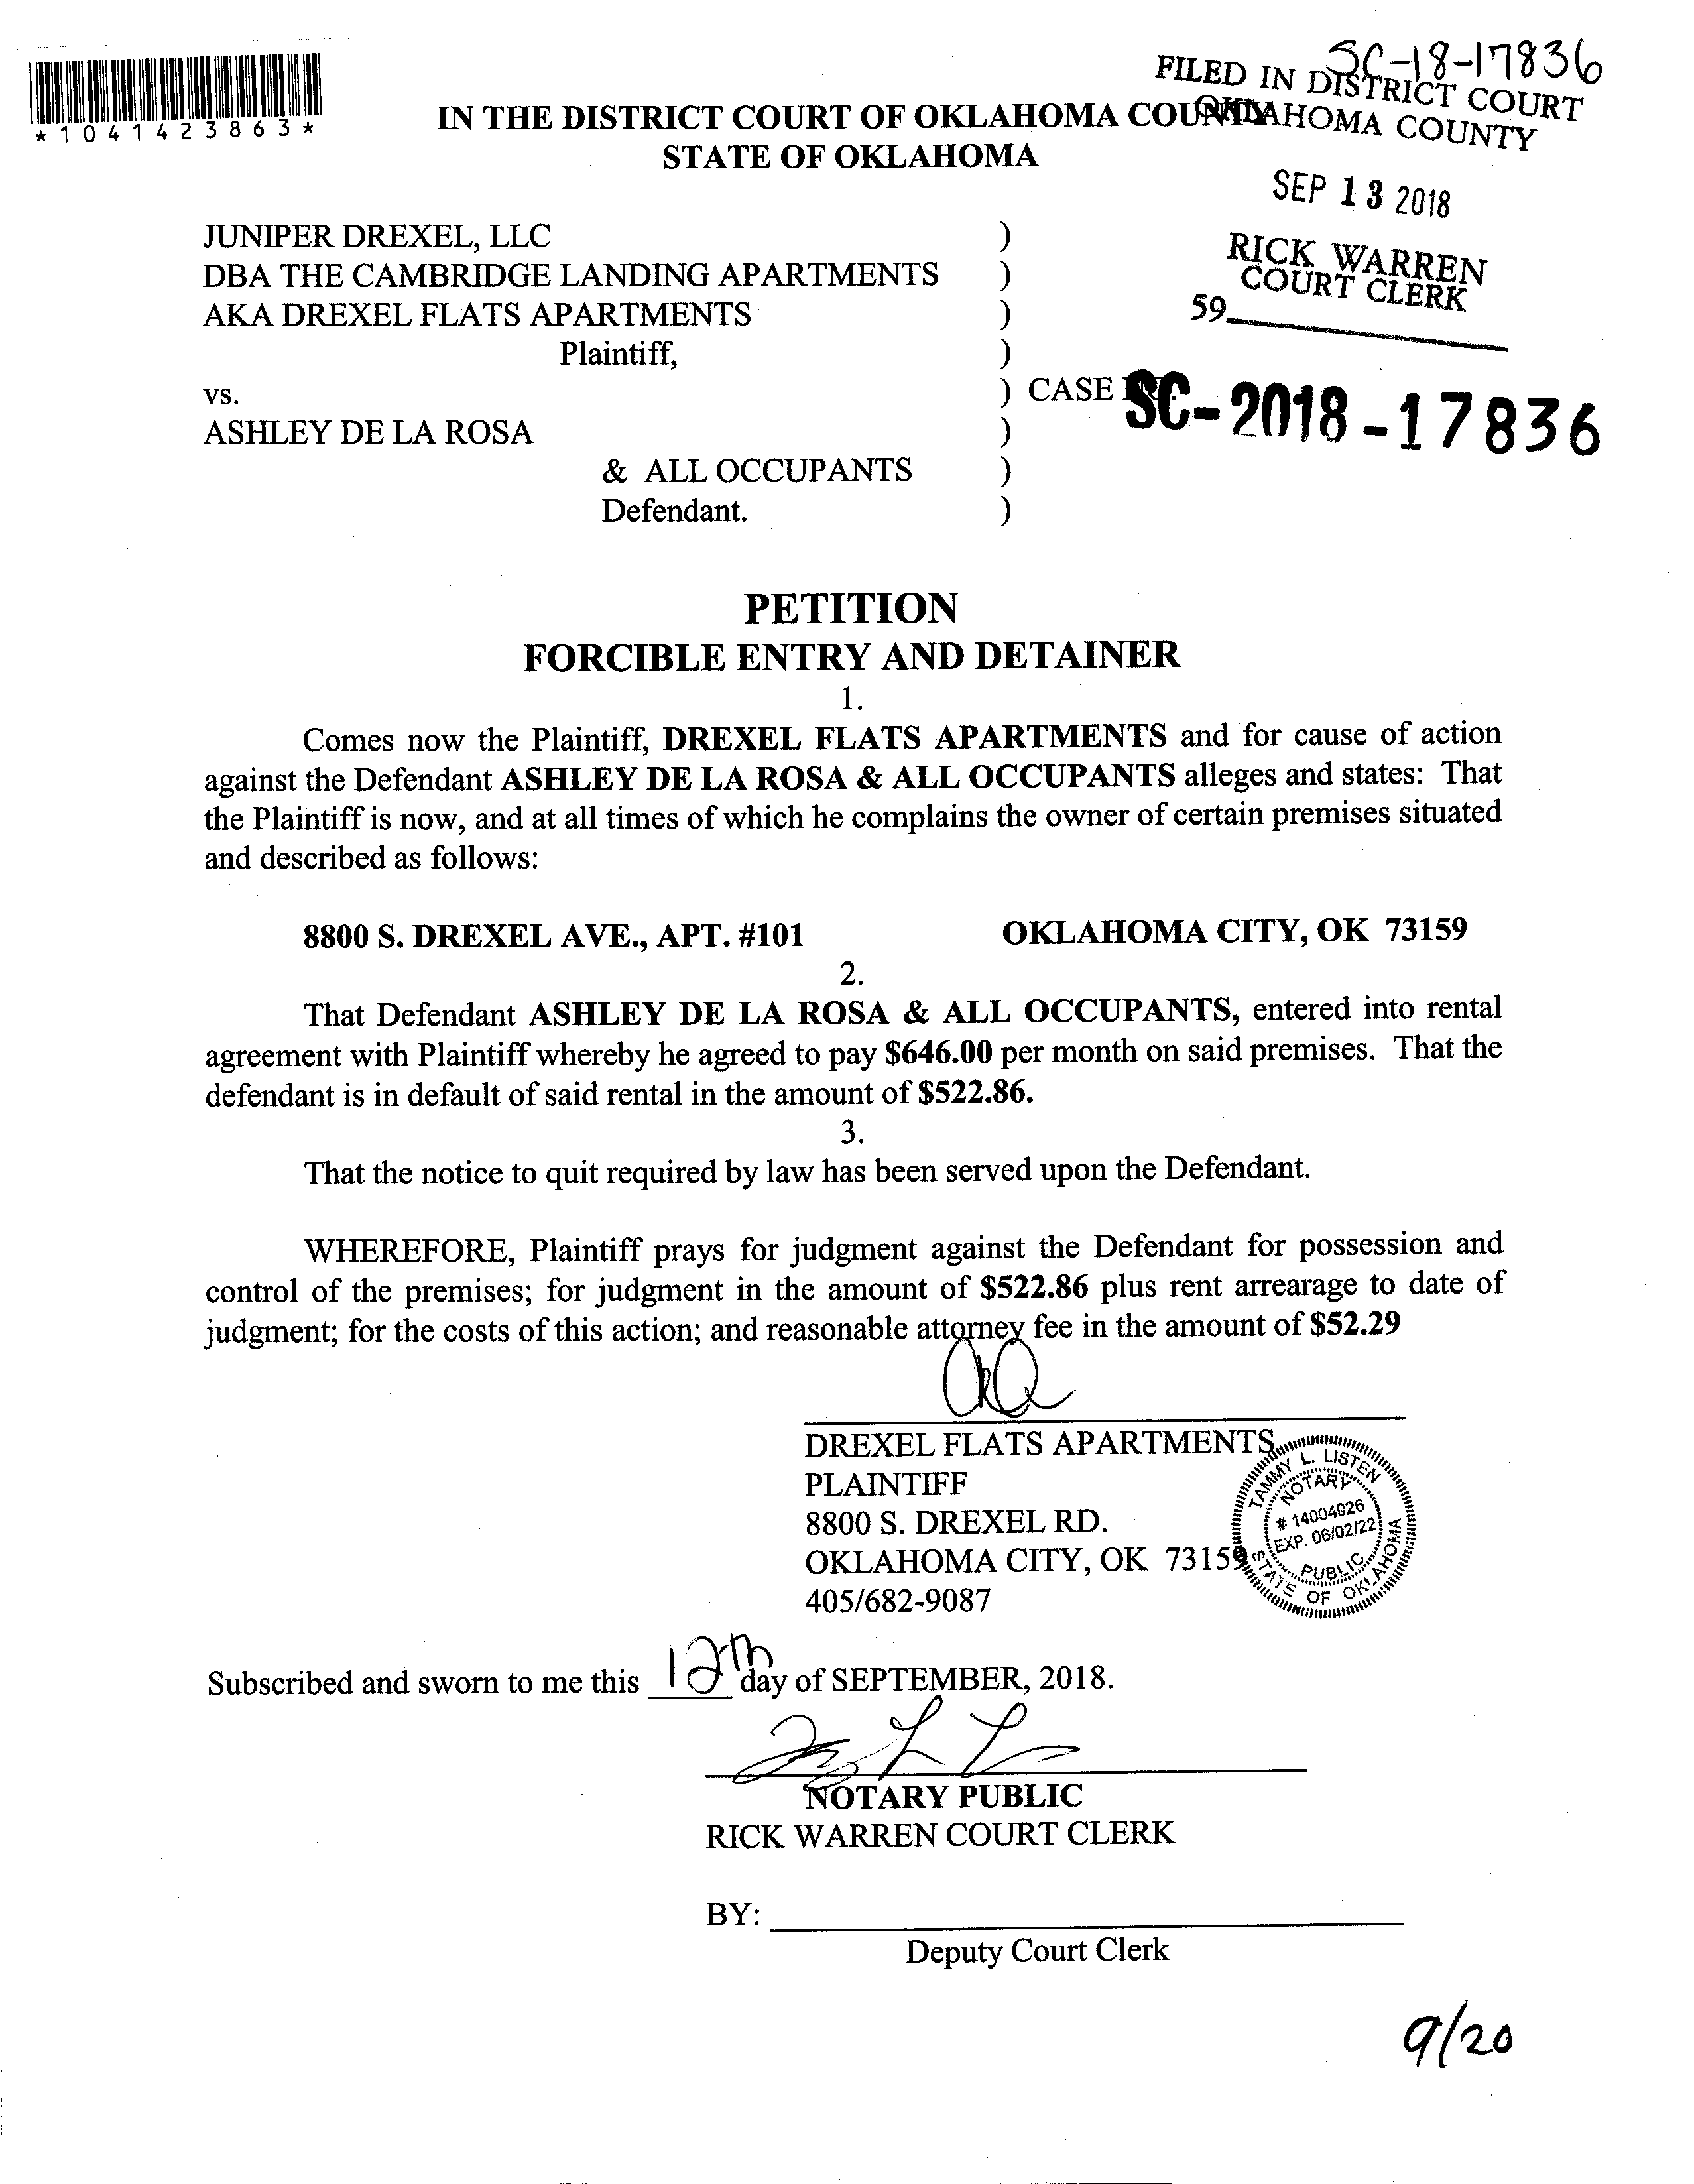 SC-18-17836
FILED IN DISTRICT COURT
OKLAHOMA COUNTY
*1041423863*
IN THE DISTRICT COURT OF OKLAHOMA COUNTY
STATE OF OKLAHOMA
SEP 13 2018
RICK WARREN
COURT CLERK
59
JUNIPER DREXEL, LLC )
DBA THE CAMBRIDGE LANDING APARTMENTS )
AKA DREXEL FLATS APARTMENTS )
Plaintiff, )
vs. ) CASE SC-2018-17836
ASHLEY DE LA ROSA )
& ALL OCCUPANTS )
Defendant. )
PETITION
FORCIBLE ENTRY AND DETAINER
1.
Comes now the Plaintiff, DREXEL FLATS APARTMENTS and for cause of action
against the Defendant ASHLEY DE LA ROSA & ALL OCCUPANTS alleges and states: That
the Plaintiff is now, and at all times of which he complains the owner of certain premises situated
and described as follows:
8800 S. DREXEL AVE., APT. #101 OKLAHOMA CITY, OK 73159
2.
That Defendant ASHLEY DE LA ROSA & ALL OCCUPANTS, entered into rental
agreement with Plaintiff whereby he agreed to pay $646.00 per month on said premises. That the
defendant is in default of said rental in the amount of $522.86.
3.
That the notice to quit required by law has been served upon the Defendant.
WHEREFORE, Plaintiff prays for judgment against the Defendant for possession and
control of the premises; for judgment in the amount of $522.86 plus rent arrearage to date of
judgment; for the costs of this action; and reasonable attorney fee in the amount of $52.29
DREXEL FLATS APARTMENTS
PLAINTIFF
8800 S. DREXEL RD.
OKLAHOMA CITY, OK 73159
405/682-9087
TAMMY L. LISTEN
NOTARY
# 14004926
EXP. 06/02/22
PUBLIC
STATE OF OKLAHOMA
Subscribed and sworn to me this 12th day of SEPTEMBER, 2018.
NOTARY PUBLIC
RICK WARREN COURT CLERK
BY:
Deputy Court Clerk
9/20